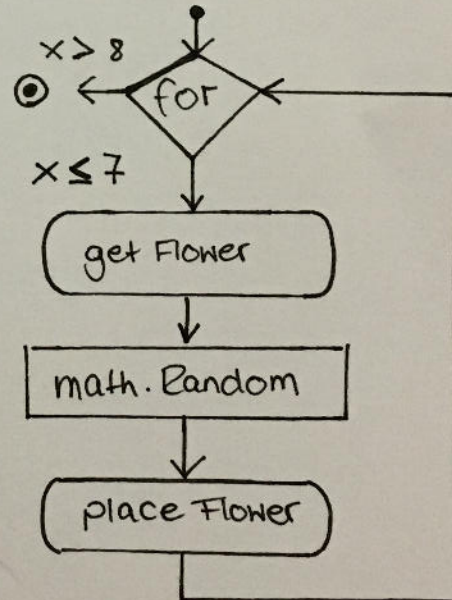 x > 8
for
x ≤ 7
get Flower
math.Random
place Flower